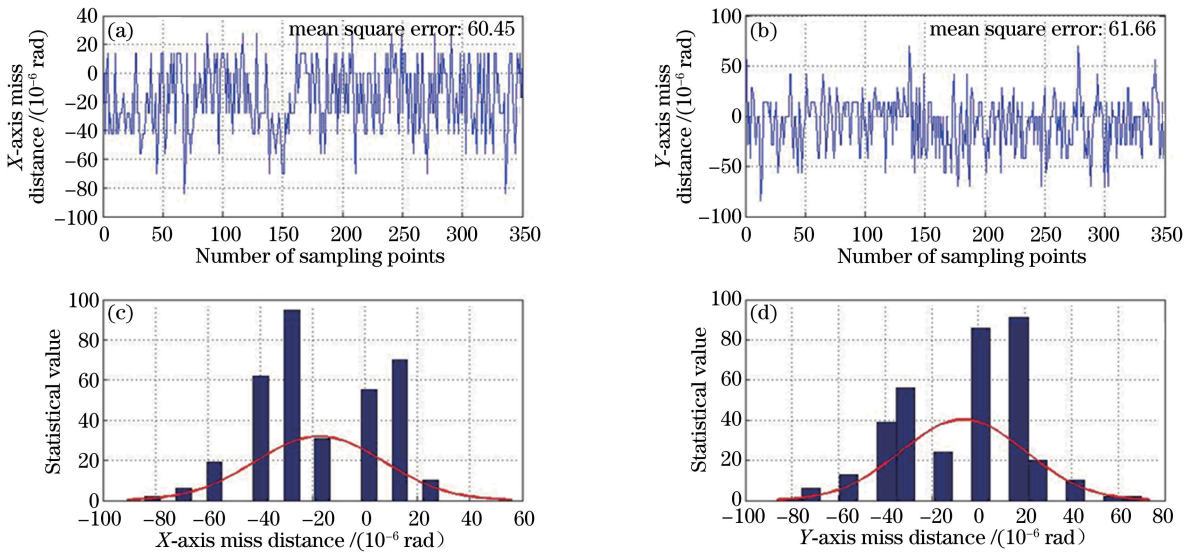 (a) mean square error: 60.45
40
20
0
−20
−40
−60
−80
−100
X-axis miss
distance /(10⁻⁶ rad)
0 50 100 150 200 250 300 350
Number of sampling points
(b) mean square error: 61.66
100
50
0
−50
−100
Y-axis miss
distance /(10⁻⁶ rad)
0 50 100 150 200 250 300 350
Number of sampling points
(c)
100
80
60
40
20
0
Statistical value
−100 −80 −60 −40 −20 0 20 40 60
X-axis miss distance /(10⁻⁶ rad)
(d)
100
80
60
40
20
0
Statistical value
−100 −80 −60 −40 −20 0 20 40 60 80
Y-axis miss distance /(10⁻⁶ rad)